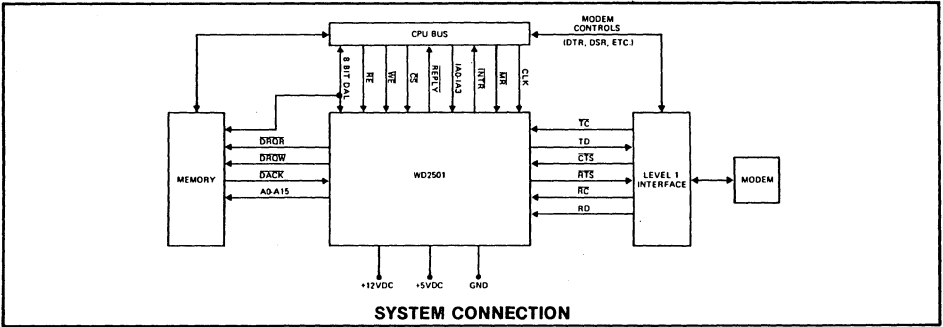 CPU BUS
MODEM
CONTROLS
(DTR, DSR, ETC.)
8 BIT DAL
RE
WE
CS
REPLY
IA0-IA3
INTR
MR
CLK
MEMORY
DRQR
DRQW
DACK
A0-A15
WD2501
TC
TD
CTS
RTS
RC
RD
LEVEL 1
INTERFACE
MODEM
+12VDC
+5VDC
GND
SYSTEM CONNECTION